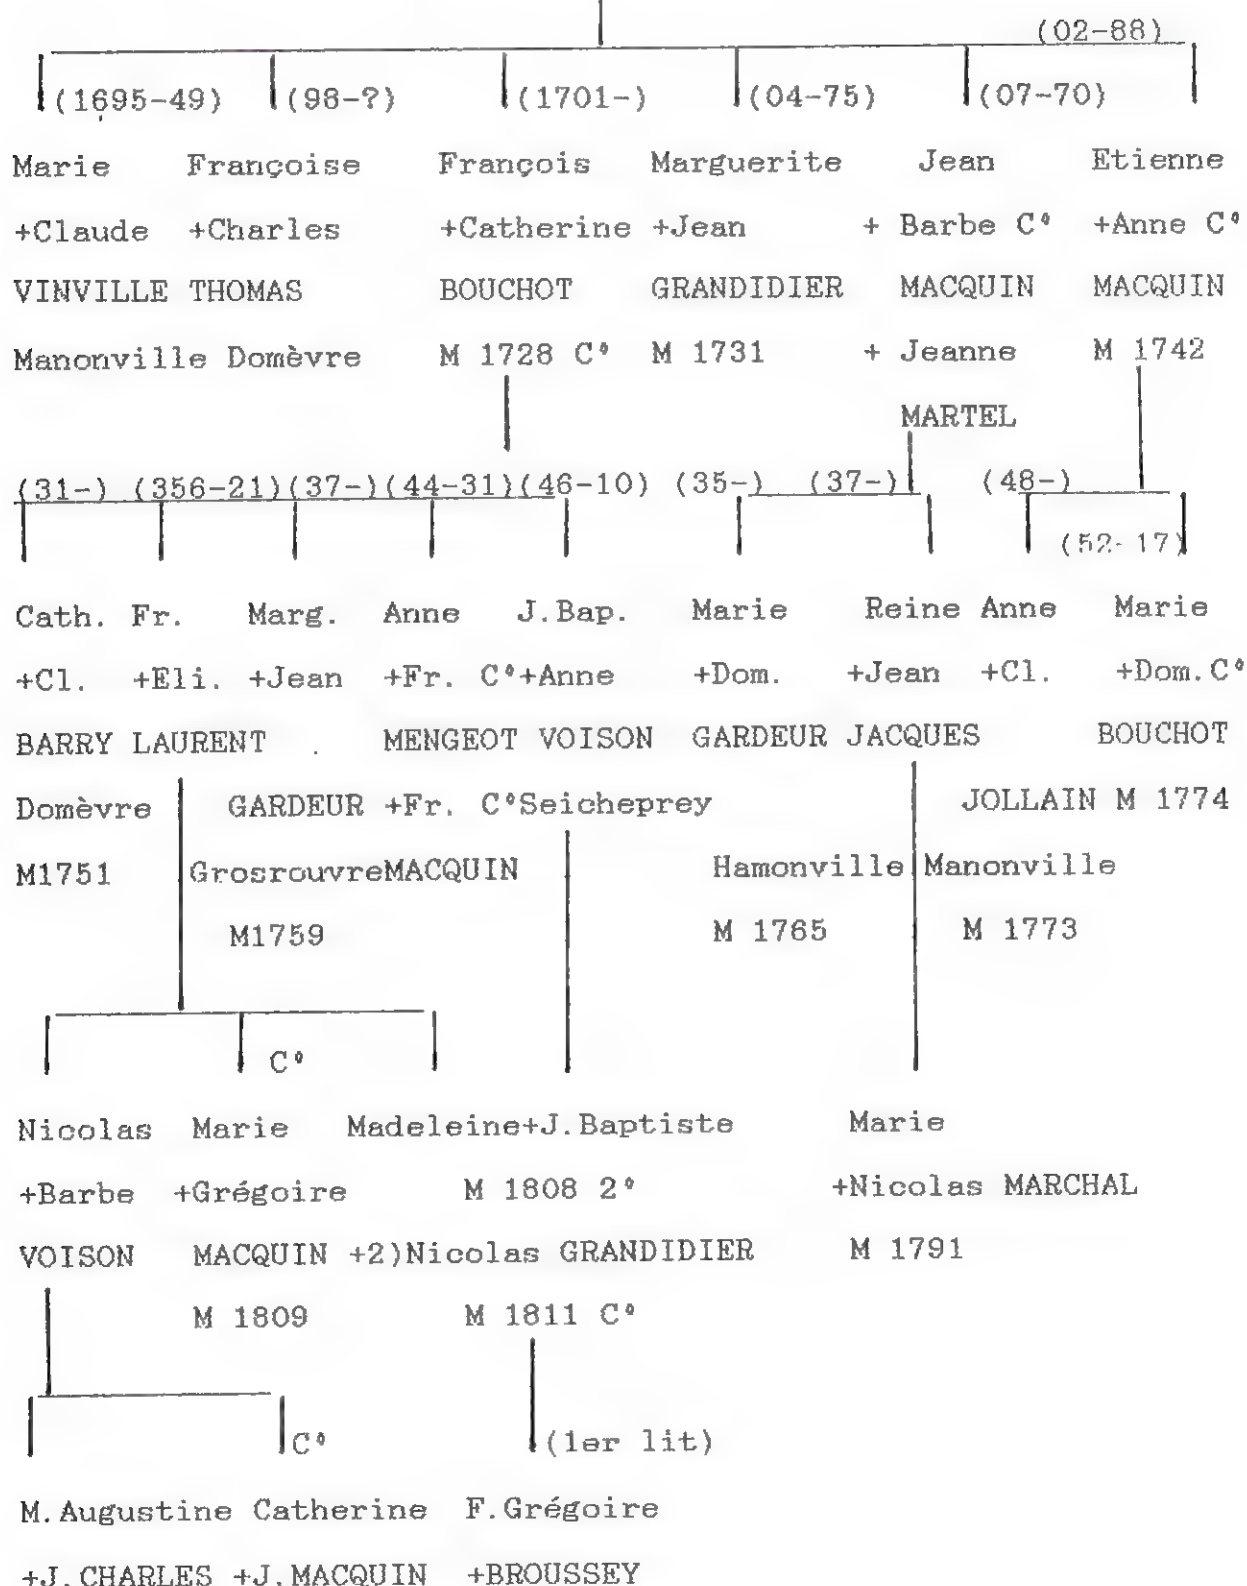 (02-88)
(1695-49) (98-?) (1701-) (04-75) (07-70)
Marie Françoise François Marguerite Jean Etienne
+Claude +Charles +Catherine +Jean + Barbe C° +Anne C°
VINVILLE THOMAS BOUCHOT GRANDIDIER MACQUIN MACQUIN
Manonville Domèvre M 1728 C° M 1731 + Jeanne M 1742
MARTEL
(31-) (356-21)(37-)(44-31)(46-10) (35-) (37-) (48-)
(52-17)
Cath. Fr. Marg. Anne J.Bap. Marie Reine Anne Marie
+Cl. +Eli. +Jean +Fr. C°+Anne +Dom. +Jean +Cl. +Dom.C°
BARRY LAURENT . MENGEOT VOISON GARDEUR JACQUES BOUCHOT
Domèvre GARDEUR +Fr. C°Seicheprey JOLLAIN M 1774
M1751 GrosrouvreMACQUIN Hamonville Manonville
M1759 M 1765 M 1773
C°
Nicolas Marie Madeleine+J.Baptiste Marie
+Barbe +Grégoire M 1808 2° +Nicolas MARCHAL
VOISON MACQUIN +2)Nicolas GRANDIDIER M 1791
M 1809 M 1811 C°
C° (1er lit)
M.Augustine Catherine F.Grégoire
+J.CHARLES +J.MACQUIN +BROUSSEY